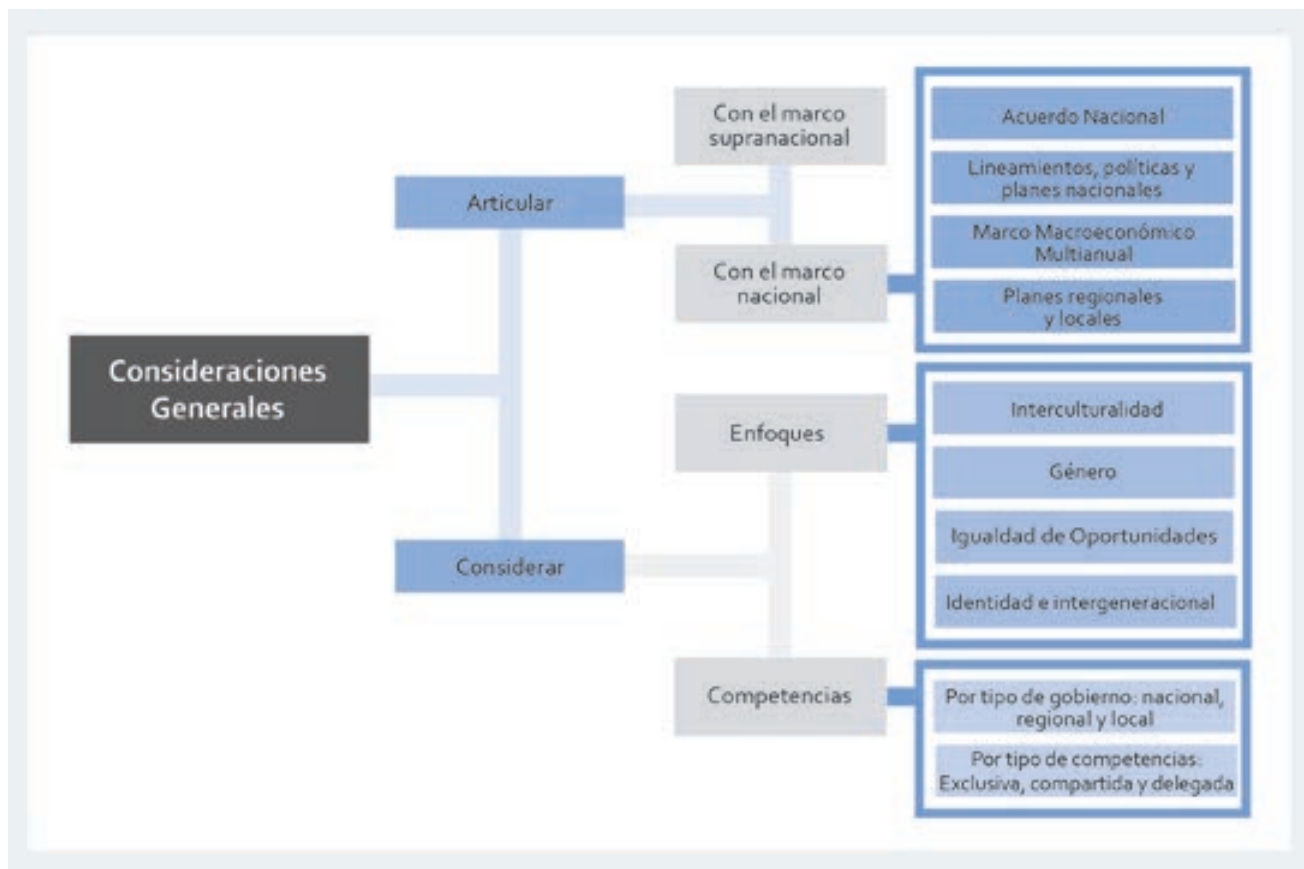 Consideraciones
Generales
Articular
Con el marco
supranacional
Con el marco
nacional
Acuerdo Nacional
Lineamientos, políticas y
planes nacionales
Marco Macroeconómico
Multianual
Planes regionales
y locales
Considerar
Enfoques
Interculturalidad
Género
Igualdad de Oportunidades
Identidad e intergeneracional
Competencias
Por tipo de gobierno: nacional,
regional y local
Por tipo de competencias:
Exclusiva, compartida y delegada